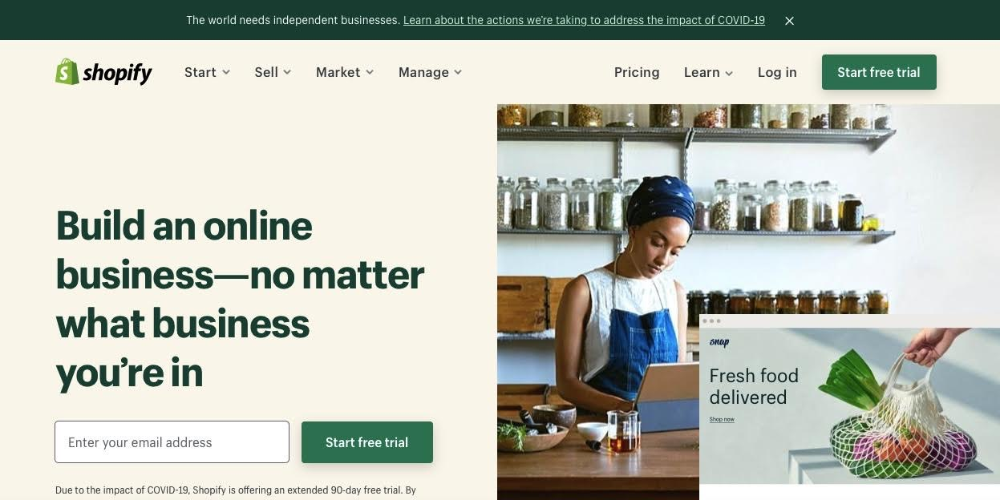 The world needs independent businesses. Learn about the actions we're taking to address the impact of COVID-19
shopify
Start
Sell
Market
Manage
Pricing
Learn
Log in
Start free trial
Build an online
business—no matter
what business
you're in
Enter your email address
Start free trial
Due to the impact of COVID-19, Shopify is offering an extended 90-day free trial. By
snap
Fresh food
delivered
Shop now